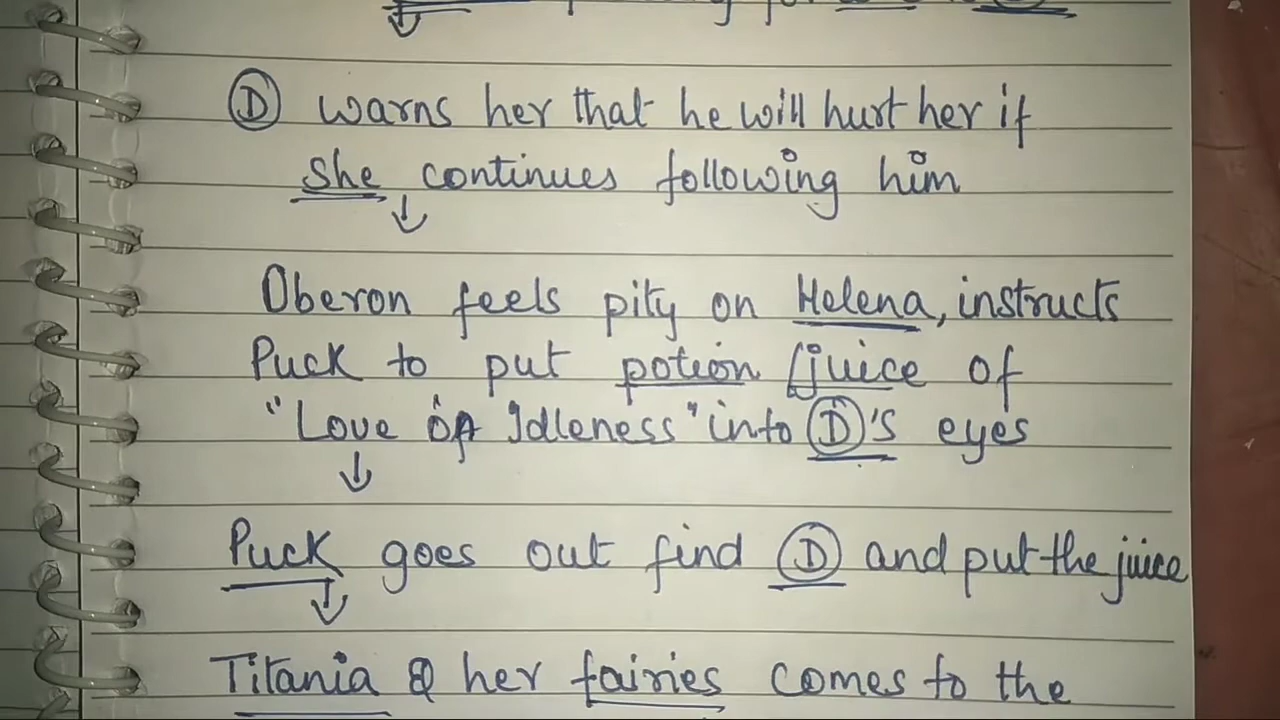 for
Ⓓ warns her that he will hurt her if
she continues following him
Oberon feels pity on Helena, instructs
Puck to put potion /juice of
"Love of Idleness" into Ⓓ's eyes
Puck goes out find Ⓓ and put the juice
Titania & her fairies comes to the